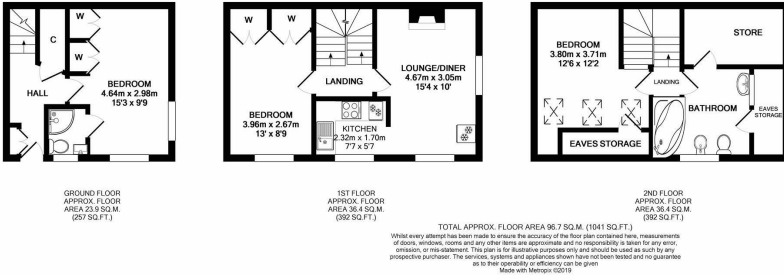 W
C
W
BEDROOM
4.64m x 2.98m
15'3 x 9'9
HALL
GROUND FLOOR
APPROX. FLOOR
AREA 23.9 SQ.M.
(257 SQ.FT.)
W
W
LOUNGE/DINER
4.67m x 3.05m
15'4 x 10'
LANDING
BEDROOM
3.96m x 2.67m
13' x 8'9
KITCHEN
2.32m x 1.70m
7'7 x 5'7
1ST FLOOR
APPROX. FLOOR
AREA 36.4 SQ.M.
(392 SQ.FT.)
BEDROOM
3.80m x 3.71m
12'6 x 12'2
STORE
LANDING
BATHROOM
EAVES
STORAGE
EAVES STORAGE
2ND FLOOR
APPROX. FLOOR
AREA 36.4 SQ.M.
(392 SQ.FT.)
TOTAL APPROX. FLOOR AREA 96.7 SQ.M. (1041 SQ.FT.)
Whilst every attempt has been made to ensure the accuracy of the floor plan contained here, measurements
of doors, windows, rooms and any other items are approximate and no responsibility is taken for any error,
omission, or mis-statement. This plan is for illustrative purposes only and should be used as such by any
prospective purchaser. The services, systems and appliances shown have not been tested and no guarantee
as to their operability or efficiency can be given
Made with Metropix ©2019